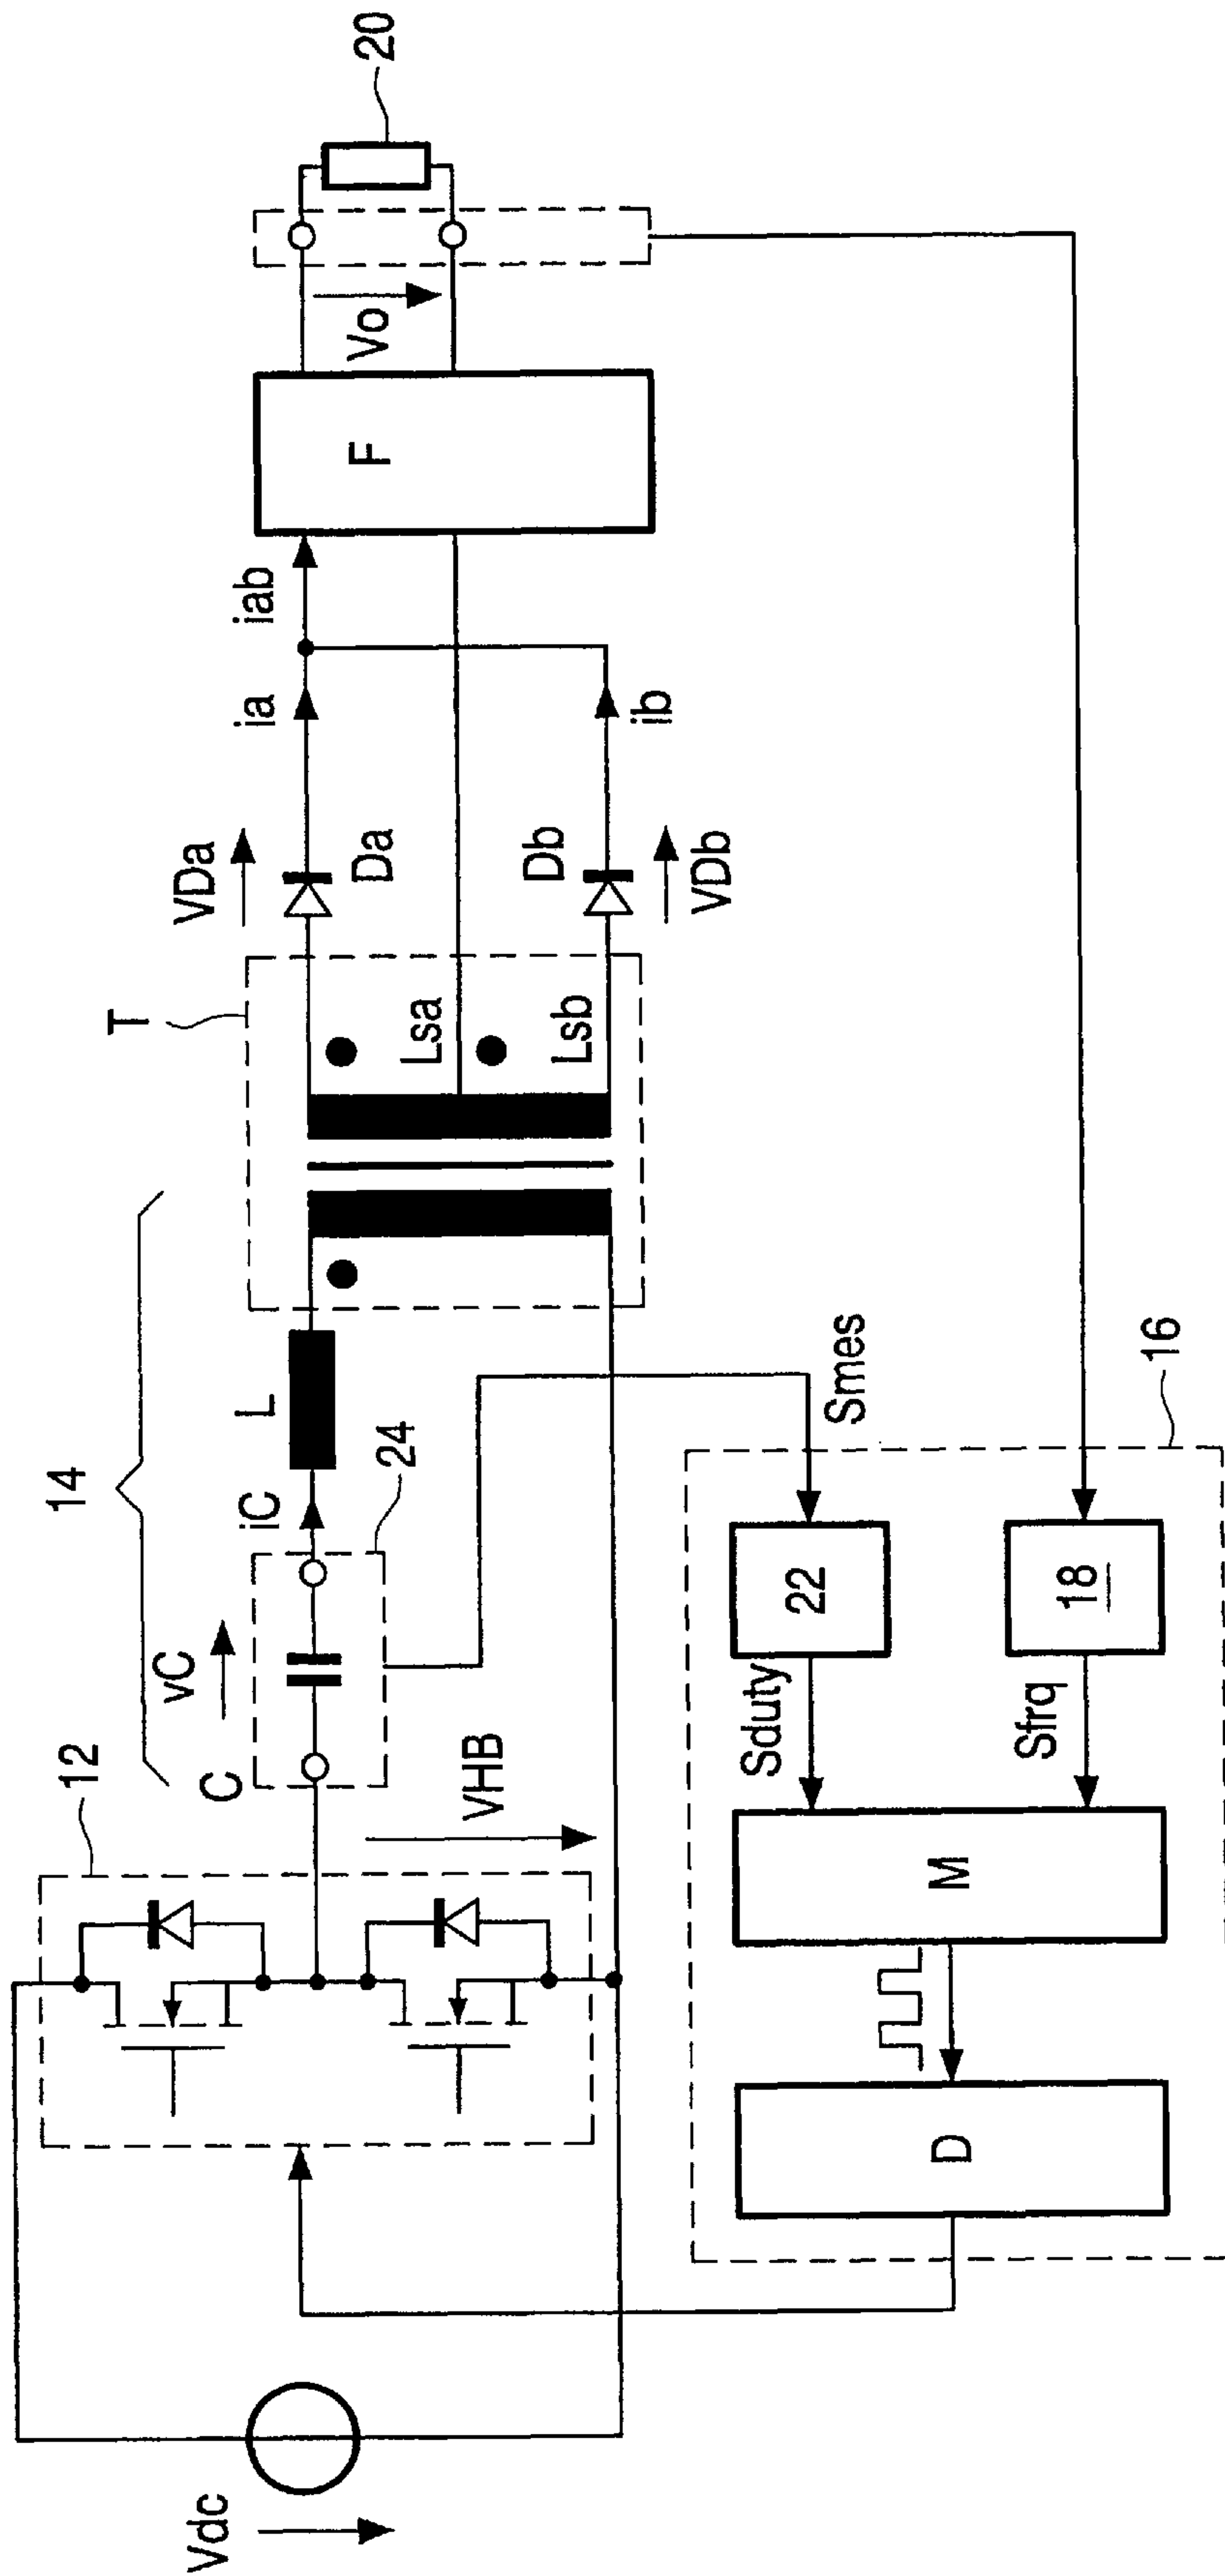 Vdc
12
14
C
vC
iC
L
24
VHB
T
Lsa
Lsb
VDa
Da
Db
VDb
ia
ib
iab
F
Vo
20
Smes
16
22
18
Sduty
Sfrq
M
D